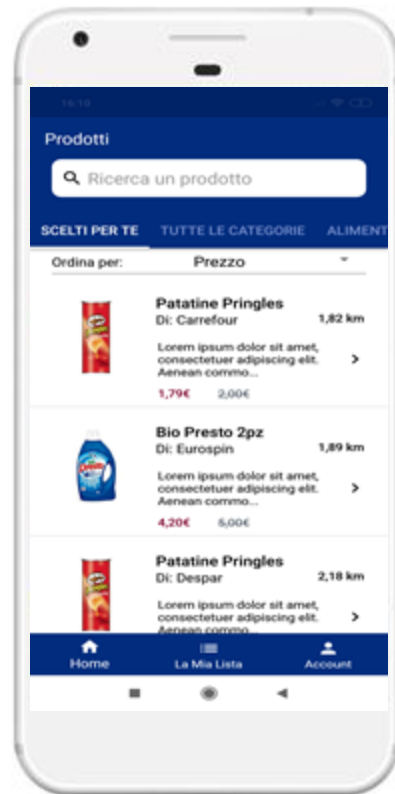 16:10
Prodotti
Ricerca un prodotto
SCELTI PER TE TUTTE LE CATEGORIE ALIMENT
Ordina per: Prezzo
Patatine Pringles
Di: Carrefour 1,82 km
Lorem ipsum dolor sit amet,
consectetuer adipiscing elit.
Aenean commo...
1,79€ 2,00€
Bio Presto 2pz
Di: Eurospin 1,89 km
Lorem ipsum dolor sit amet,
consectetuer adipiscing elit.
Aenean commo...
4,20€ 5,00€
Patatine Pringles
Di: Despar 2,18 km
Lorem ipsum dolor sit amet,
consectetuer adipiscing elit.
Aenean commo...
Home La Mia Lista Account